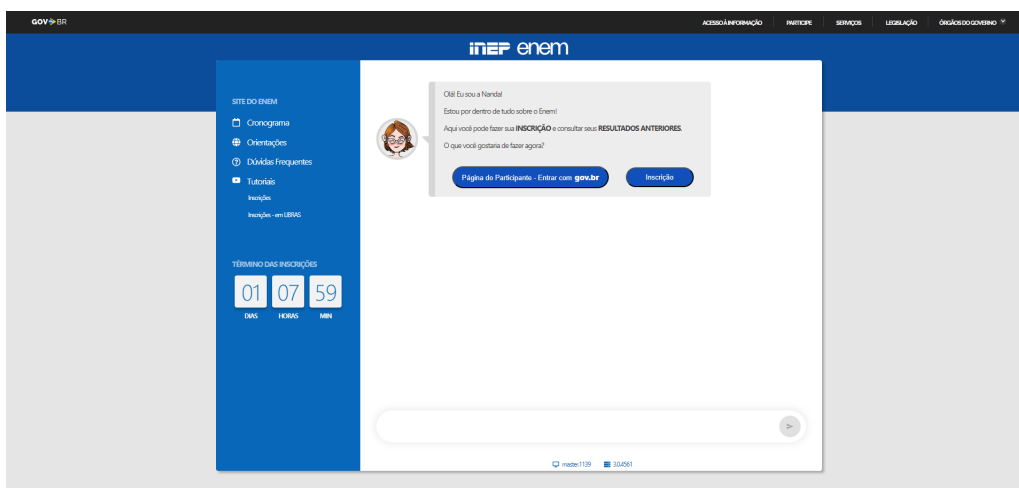 GOV BR
ACESSO À INFORMAÇÃO PARTICIPE SERVIÇOS LEGISLAÇÃO ÓRGÃOS DO GOVERNO
inep enem
SITE DO ENEM
Cronograma
Orientações
Dúvidas Frequentes
Tutoriais
Inscrições
Inscrições - em LIBRAS
TÉRMINO DAS INSCRIÇÕES
01 07 59
DIAS HORAS MIN
Olá! Eu sou a Nanda!
Estou por dentro de tudo sobre o Enem!
Aqui você pode fazer sua INSCRIÇÃO e consultar seus RESULTADOS ANTERIORES.
O que você gostaria de fazer agora?
Página do Participante - Entrar com gov.br Inscrição
master:1139 3.0.4561